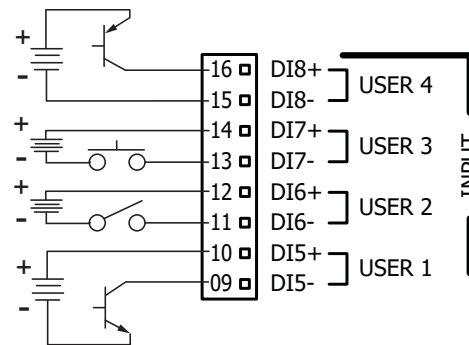 + - 16 DI8+ USER 4
15 DI8-
+ - 14 DI7+ USER 3
13 DI7-
+ - 12 DI6+ USER 2
11 DI6-
+ - 10 DI5+ USER 1
09 DI5-
INPUT